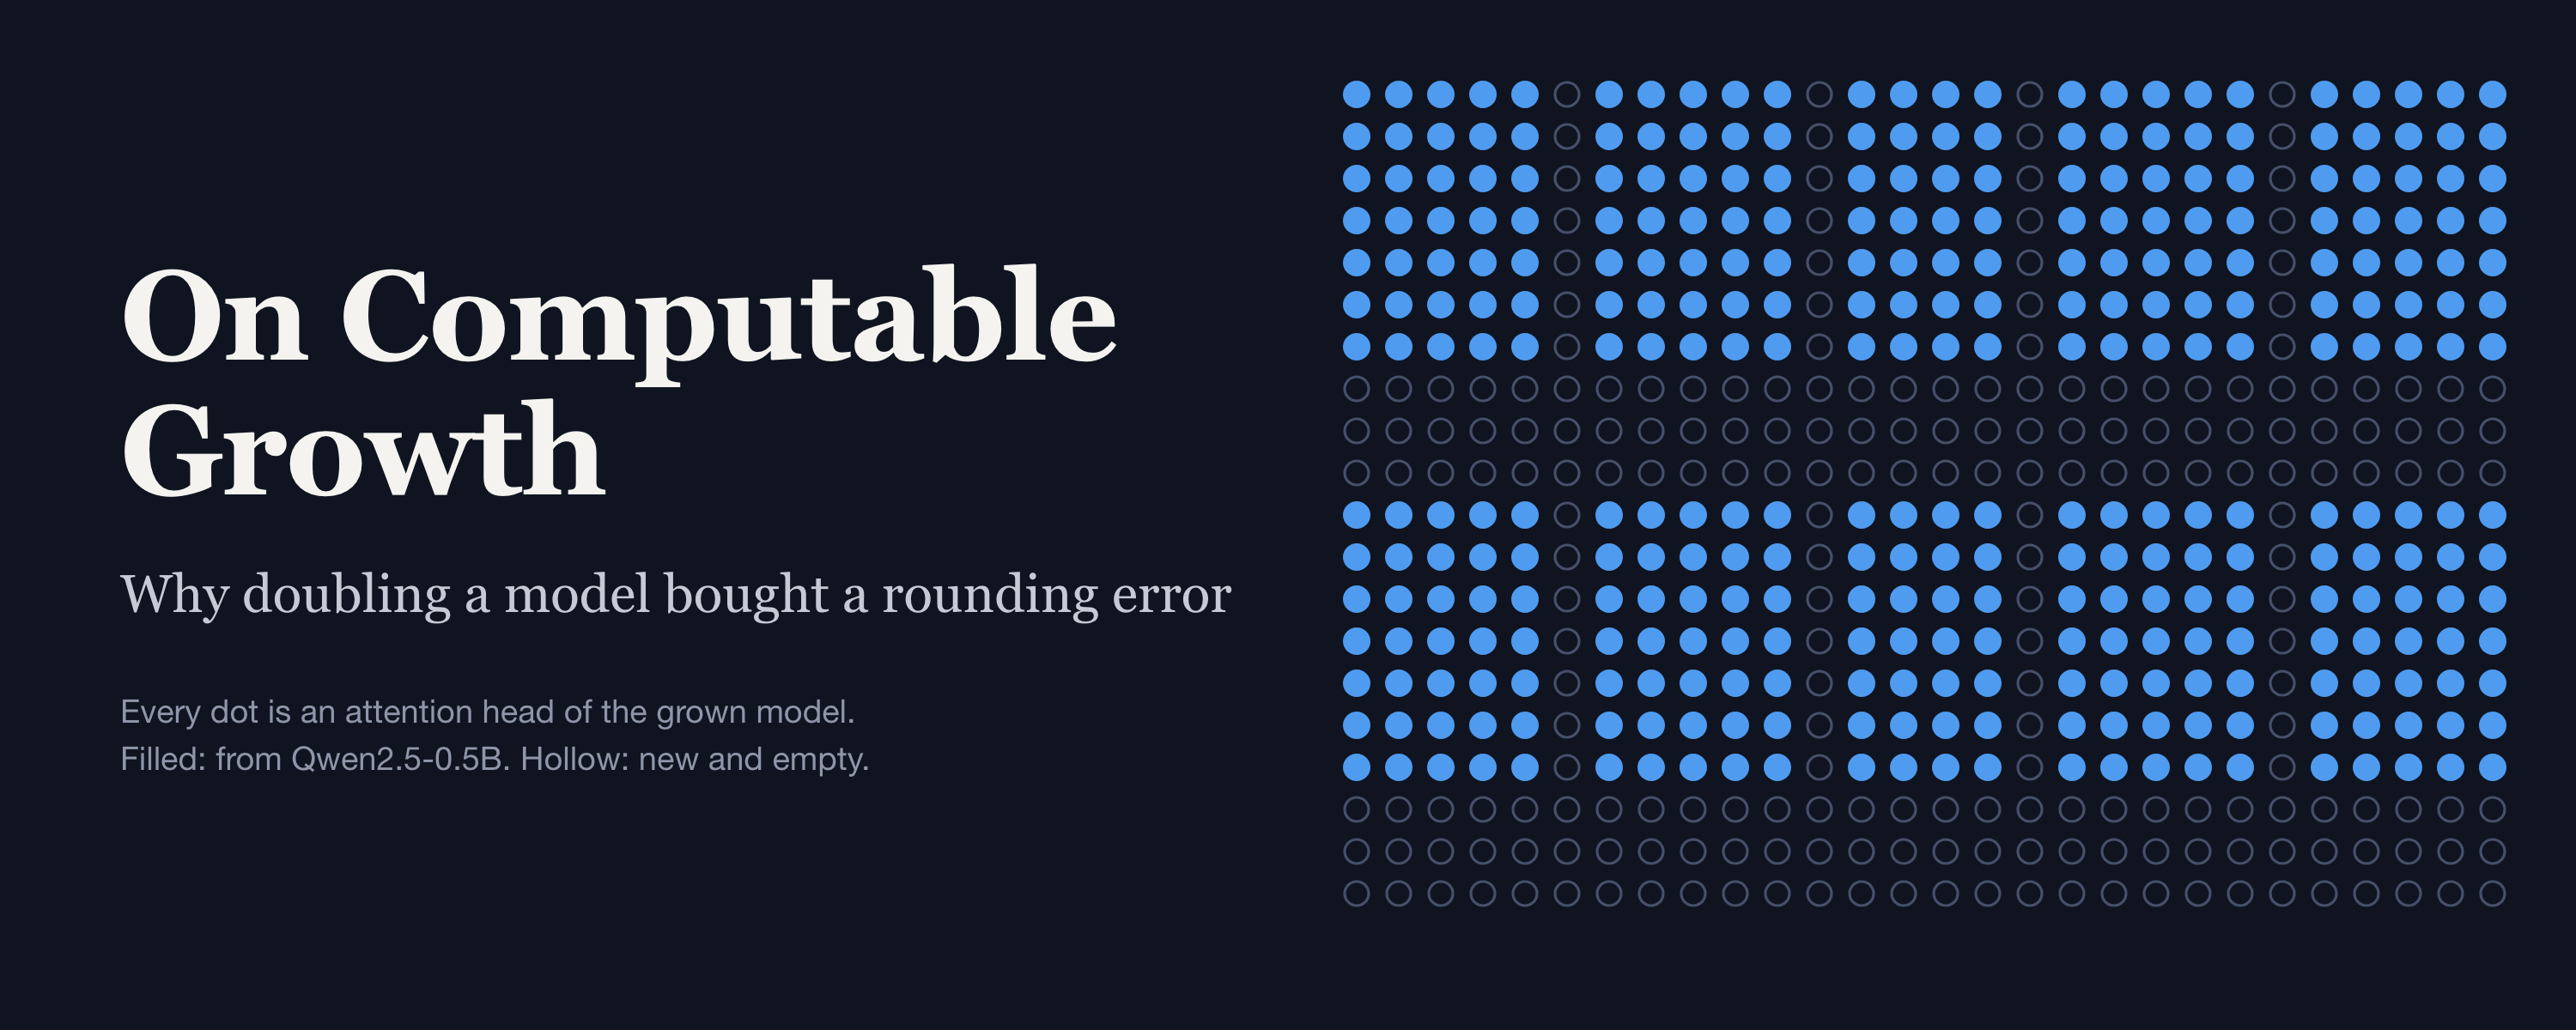 On Computable
Growth
Why doubling a model bought a rounding error
Every dot is an attention head of the grown model.
Filled: from Qwen2.5-0.5B. Hollow: new and empty.